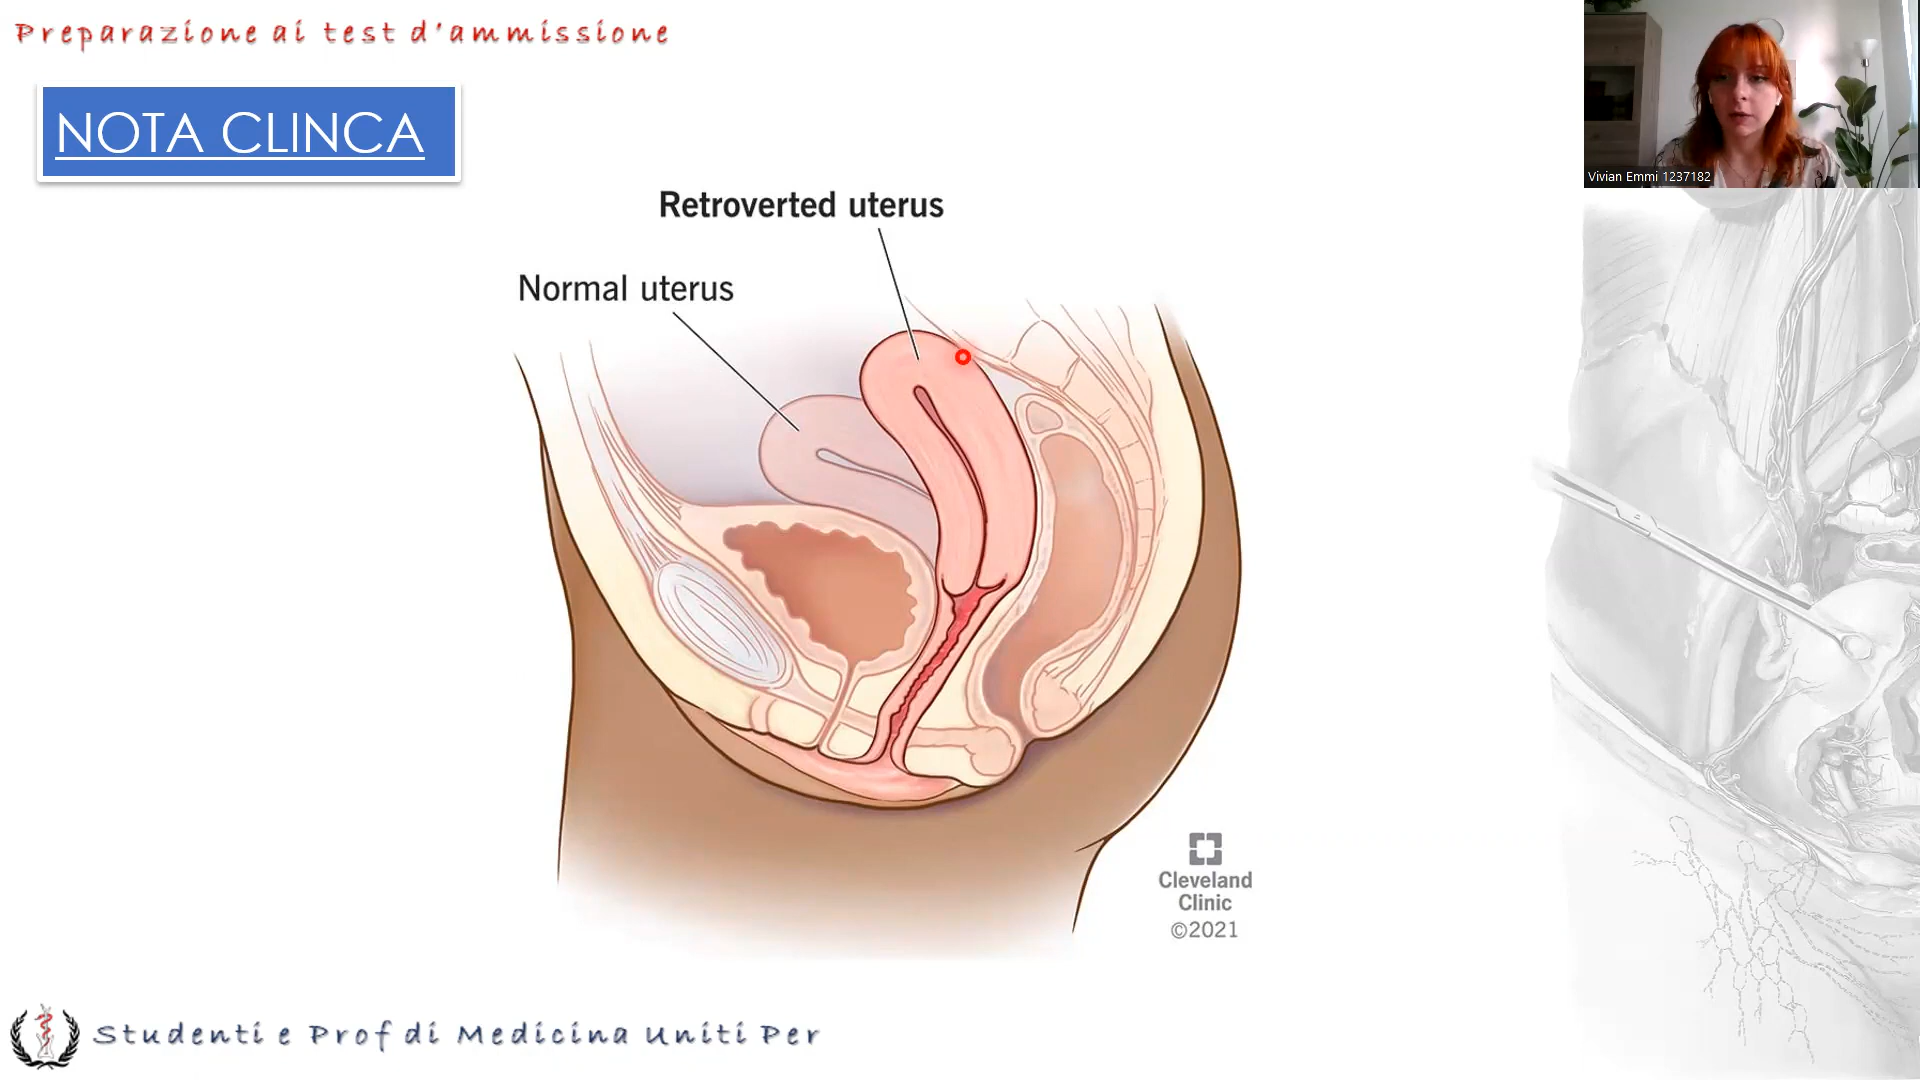 Preparazione ai test d'ammissione
NOTA CLINCA
Vivian Emmi 1237182
Retroverted uterus
Normal uterus
Cleveland
Clinic
©2021
Studenti e Prof di Medicina Uniti Per